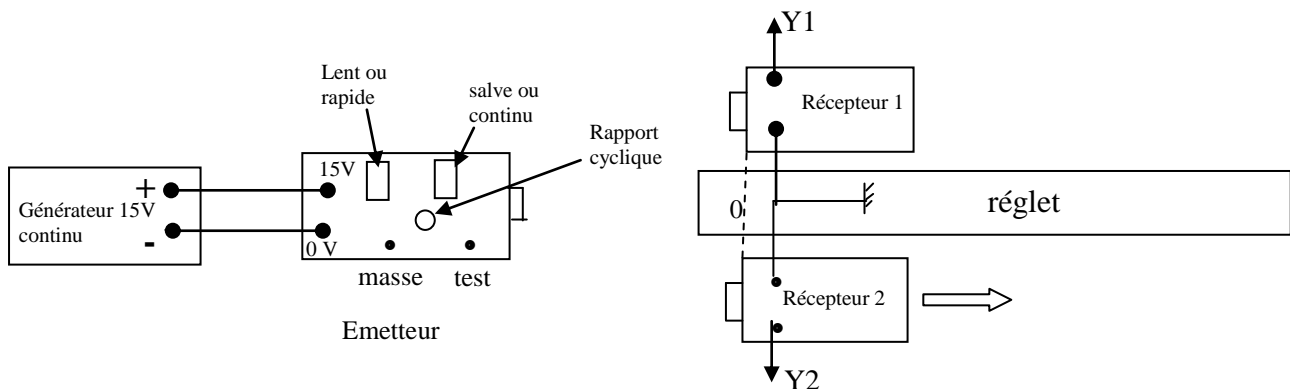 Lent ou
rapide
salve ou
continu
Rapport
cyclique
Générateur 15V
continu
+
-
15V
0 V
masse
test
Emetteur
Y1
Récepteur 1
0
réglet
Récepteur 2
Y2